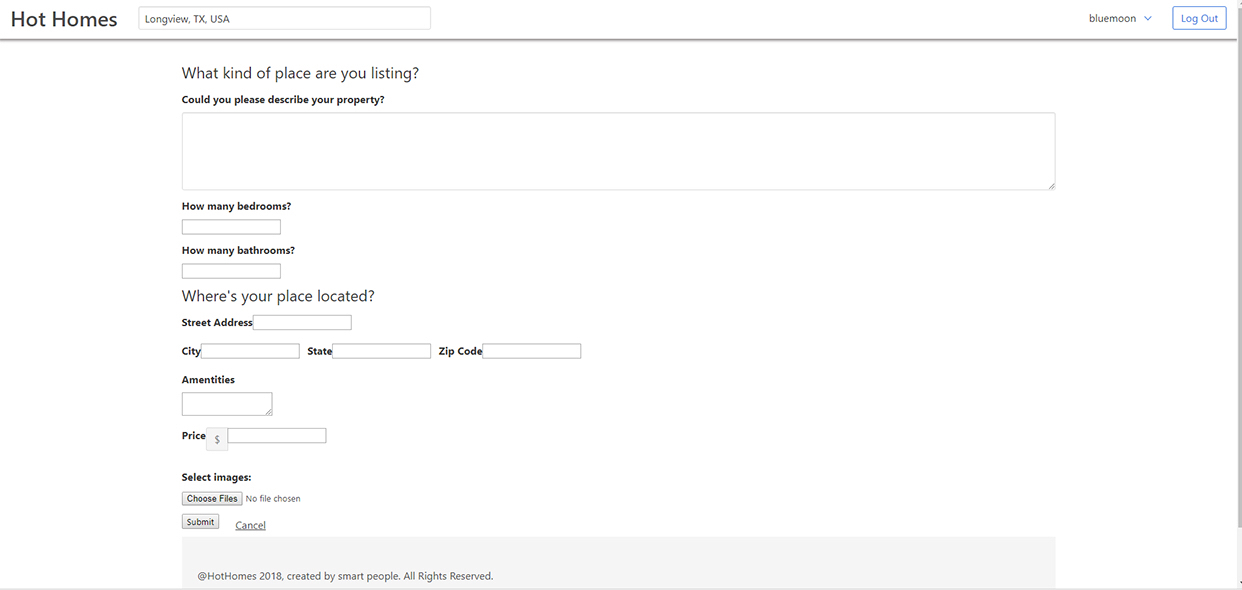 Hot Homes Longview, TX, USA bluemoon Log Out
What kind of place are you listing?
Could you please describe your property?
How many bedrooms?
How many bathrooms?
Where's your place located?
Street Address
City State Zip Code
Amentities
Price $
Select images:
Choose Files No file chosen
Submit Cancel
@HotHomes 2018, created by smart people. All Rights Reserved.